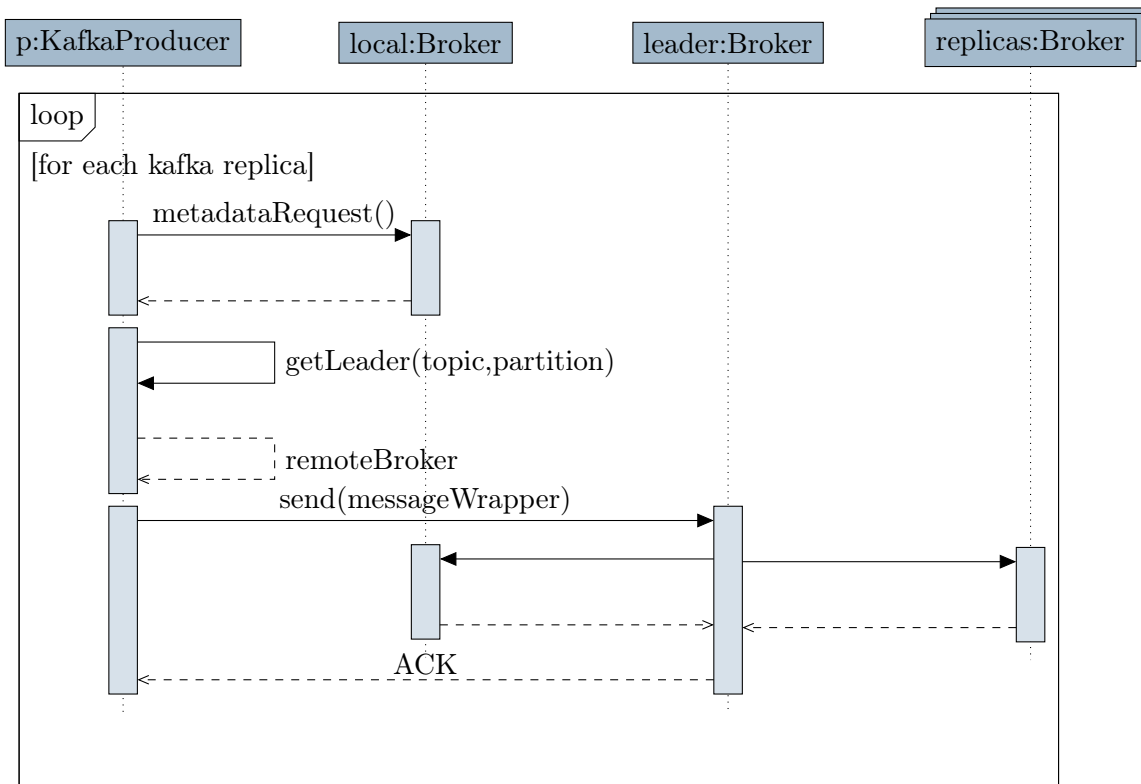 p:KafkaProducer
local:Broker
leader:Broker
replicas:Broker
loop
[for each kafka replica]
metadataRequest()
getLeader(topic,partition)
remoteBroker
send(messageWrapper)
ACK